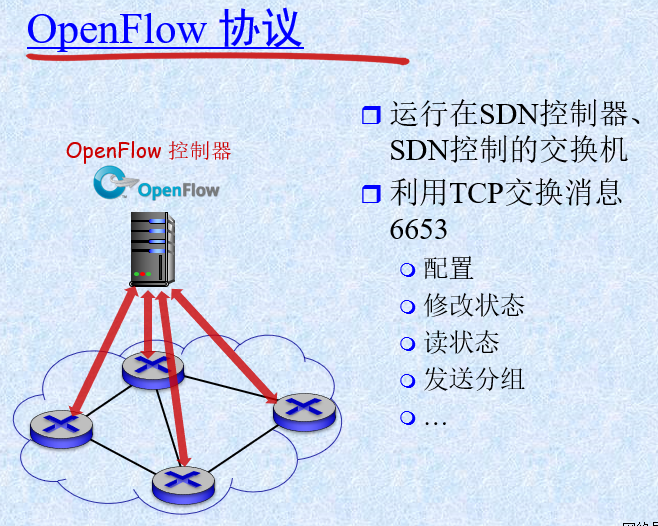 OpenFlow 协议
OpenFlow 控制器
OpenFlow
运行在SDN控制器、
SDN控制的交换机
利用TCP交换消息
6653
配置
修改状态
读状态
发送分组
…